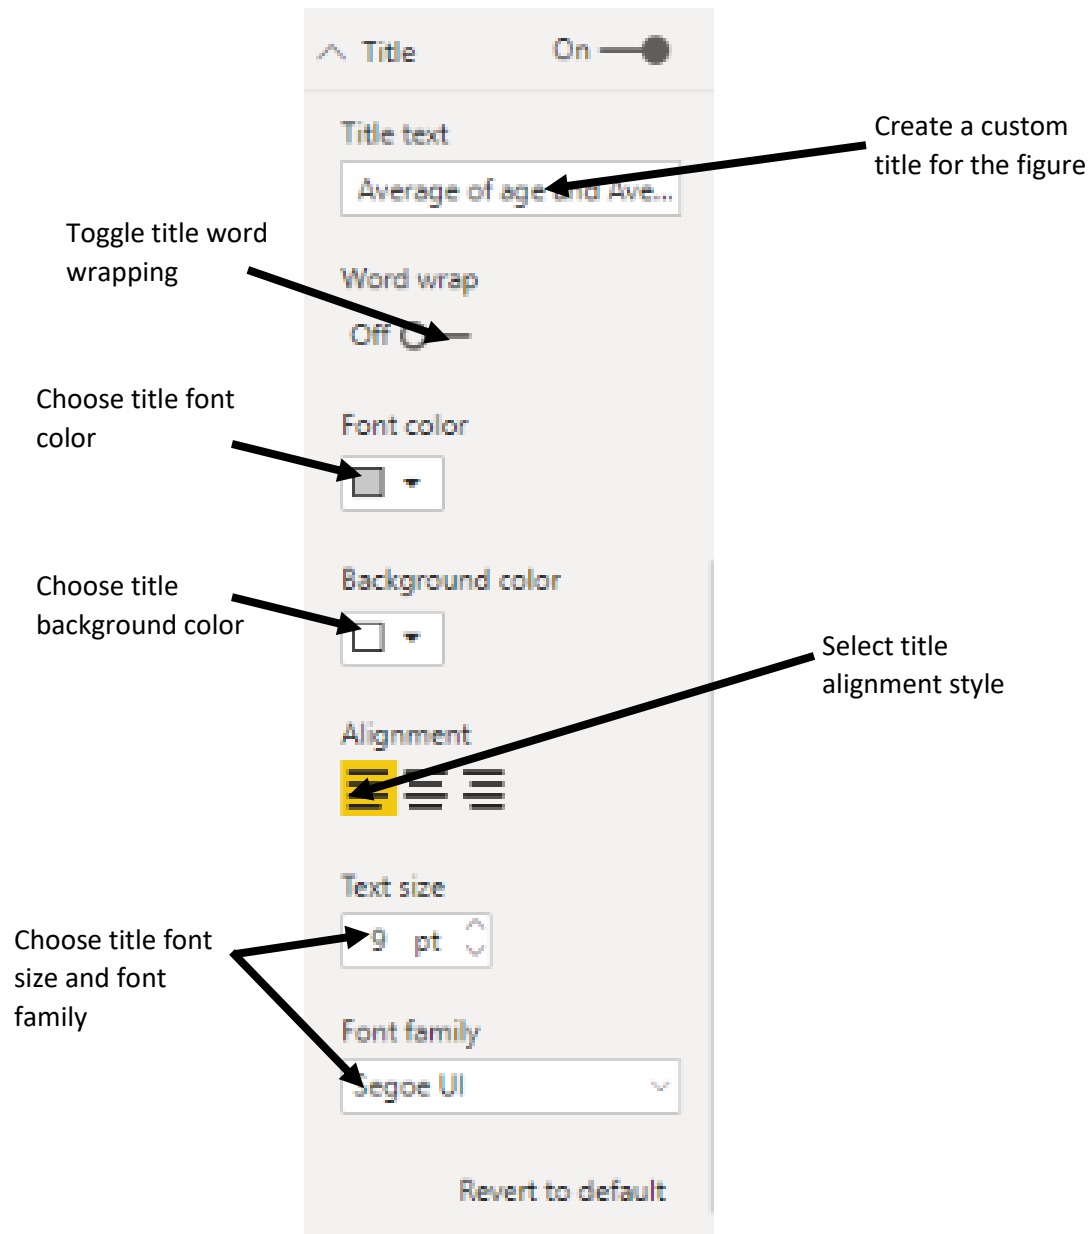 Title On
Create a custom
title for the figure
Title text
Average of age and Ave...
Toggle title word
wrapping
Word wrap
Off
Choose title font
color
Font color
Choose title
background color
Background color
Select title
alignment style
Alignment
Text size
9 pt
Choose title font
size and font
family
Font family
Segoe UI
Revert to default